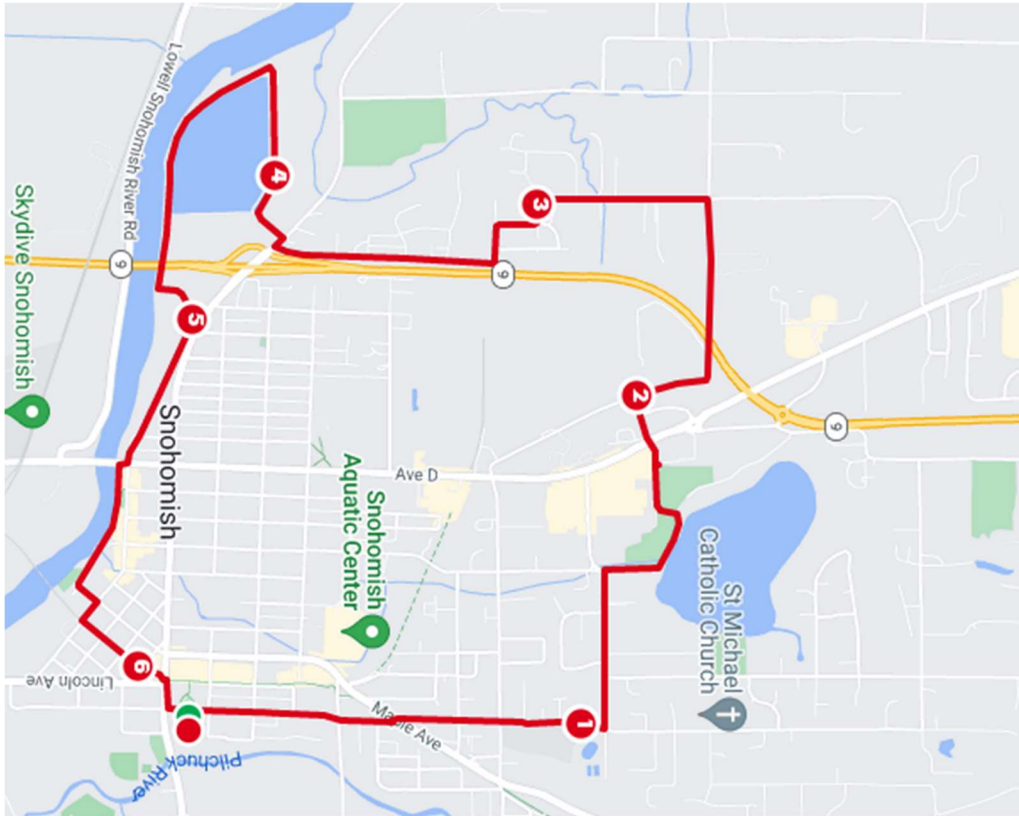 Lowell Snohomish River Rd
Skydive Snohomish
9
9
9
4
3
5
2
Snohomish
Ave D
Snohomish
Aquatic Center
St Michael
Catholic Church
6
1
Lincoln Ave
Maple Ave
Pilchuck River